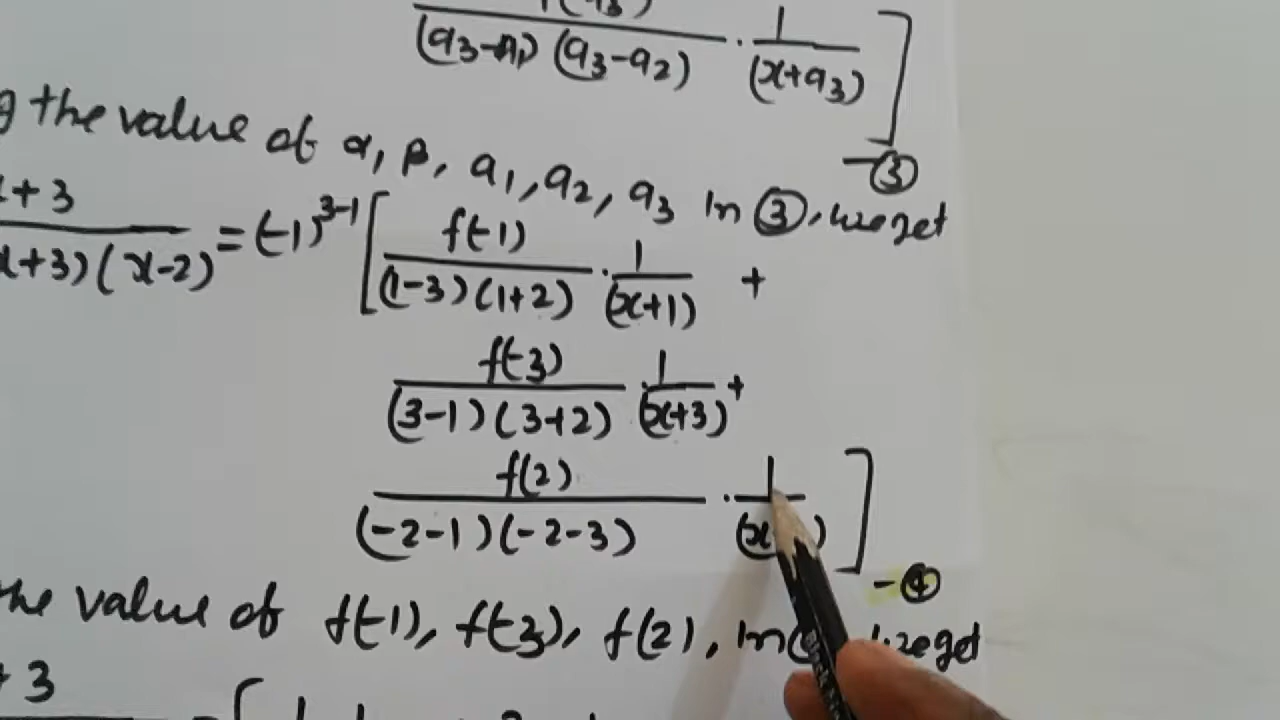 (a3-a1) (a3-a2) · 1/(x+a3) ] -③
the value of α, β, a1, a2, a3 in ③, we get
+3 / (x+3)(x-2) = (-1)^3-1 [ f(-1) / (1-3)(1+2) · 1/(x+1) +
f(-3) / (3-1)(3+2) · 1/(x+3) +
f(2) / (-2-1)(-2-3) · 1/(x ) ] -④
the value of f(-1), f(-3), f(2), in we get
+3